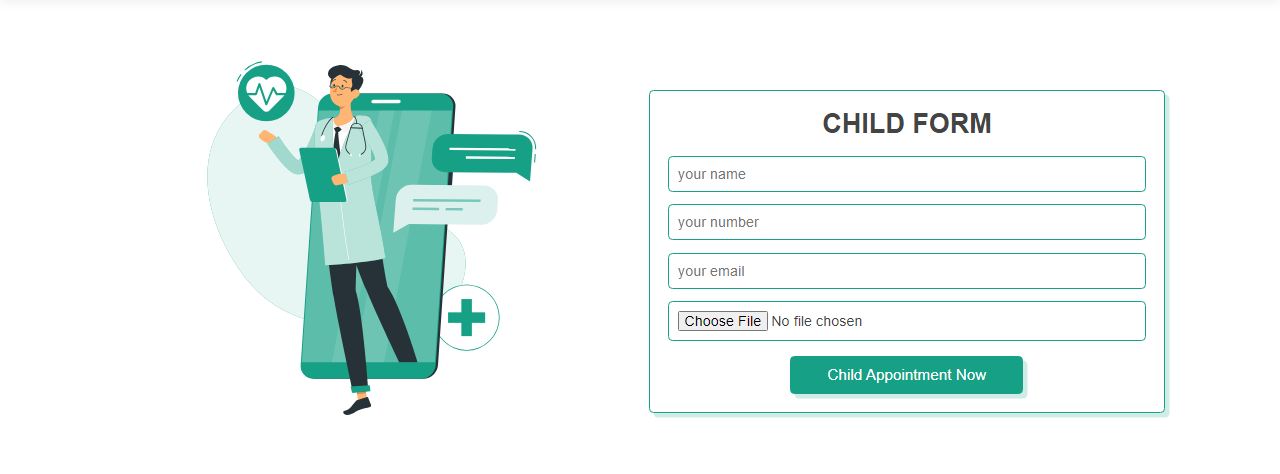 CHILD FORM
your name
your number
your email
Choose File No file chosen
Child Appointment Now